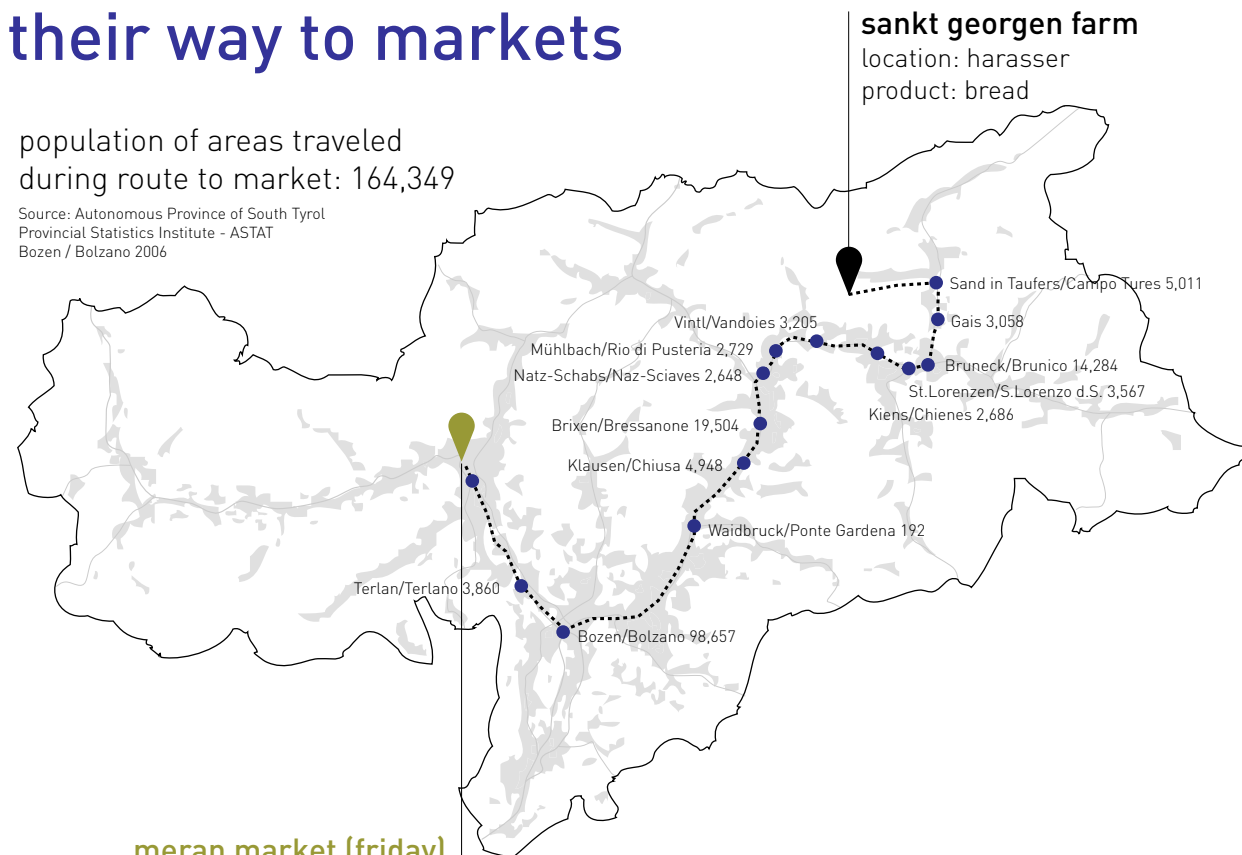 their way to markets
sankt georgen farm
location: harasser
product: bread
population of areas traveled
during route to market: 164,349
Source: Autonomous Province of South Tyrol
Provincial Statistics Institute - ASTAT
Bozen / Bolzano 2006
Sand in Taufers/Campo Tures 5,011
Gais 3,058
Vintl/Vandoies 3,205
Mühlbach/Rio di Pusteria 2,729
Bruneck/Brunico 14,284
Natz-Schabs/Naz-Sciaves 2,648
St.Lorenzen/S.Lorenzo d.S. 3,567
Kiens/Chienes 2,686
Brixen/Bressanone 19,504
Klausen/Chiusa 4,948
Waidbruck/Ponte Gardena 192
Terlan/Terlano 3,860
Bozen/Bolzano 98,657
meran market (friday)